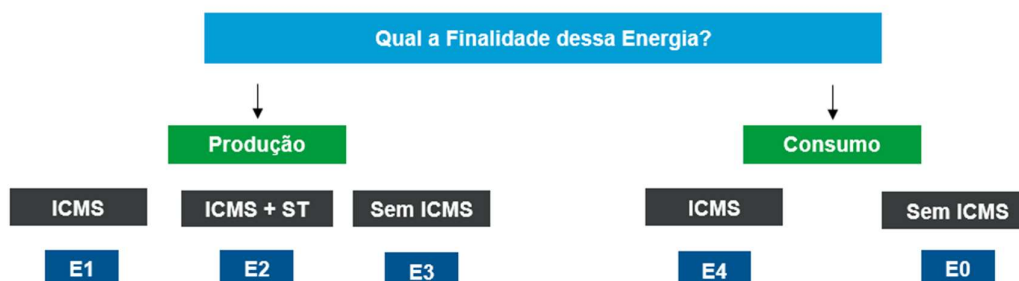 Qual a Finalidade dessa Energia?
Produção
Consumo
ICMS
ICMS + ST
Sem ICMS
ICMS
Sem ICMS
E1
E2
E3
E4
E0